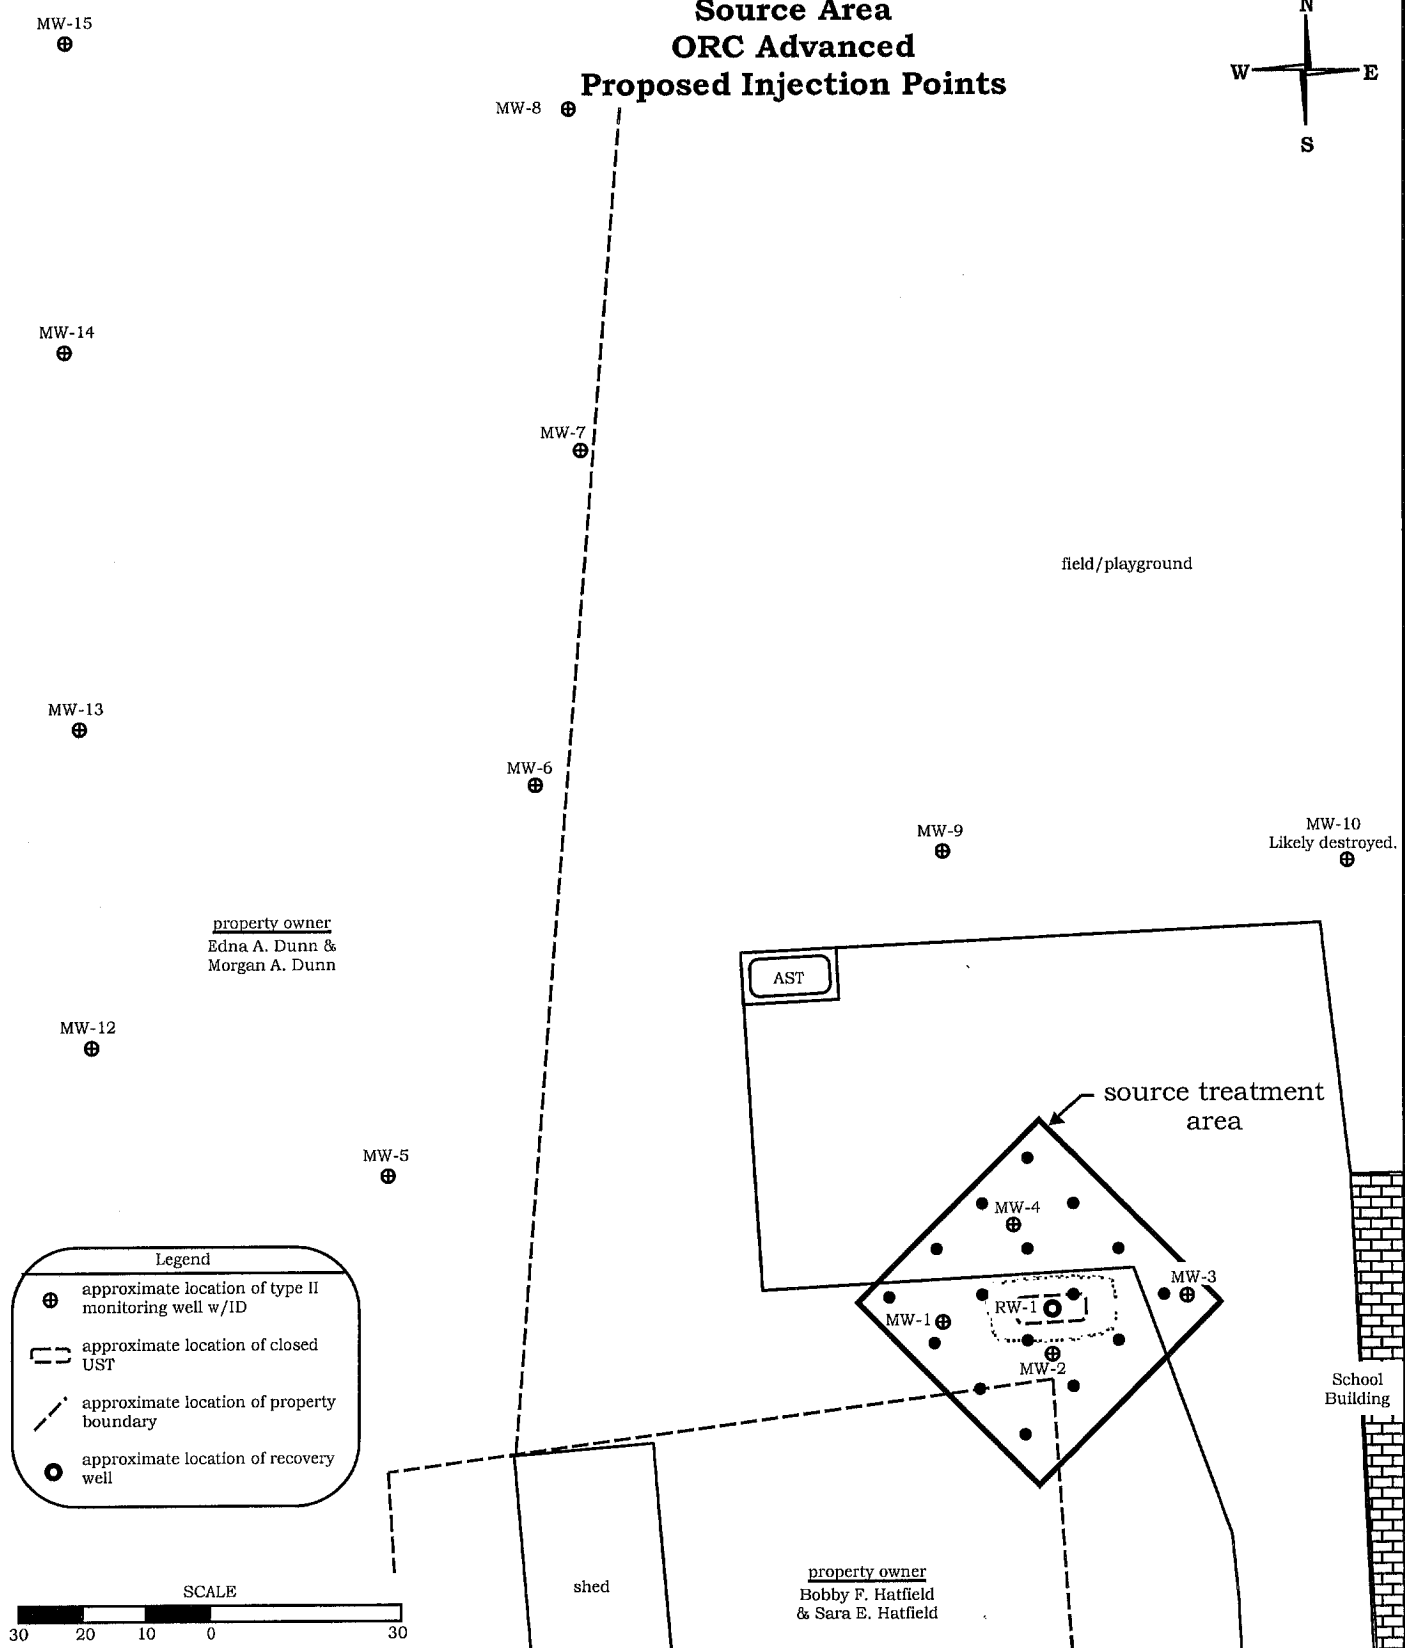 Source Area
ORC Advanced
Proposed Injection Points
N
W E
S
MW-15
MW-8
MW-14
MW-7
field/playground
MW-13
MW-6
MW-9
MW-10
Likely destroyed.
property owner
Edna A. Dunn &
Morgan A. Dunn
AST
MW-12
source treatment
area
MW-5
MW-4
MW-3
RW-1
MW-1
MW-2
School
Building
Legend
approximate location of type II
monitoring well w/ID
approximate location of closed
UST
approximate location of property
boundary
approximate location of recovery
well
shed
property owner
Bobby F. Hatfield
& Sara E. Hatfield
SCALE
30 20 10 0 30